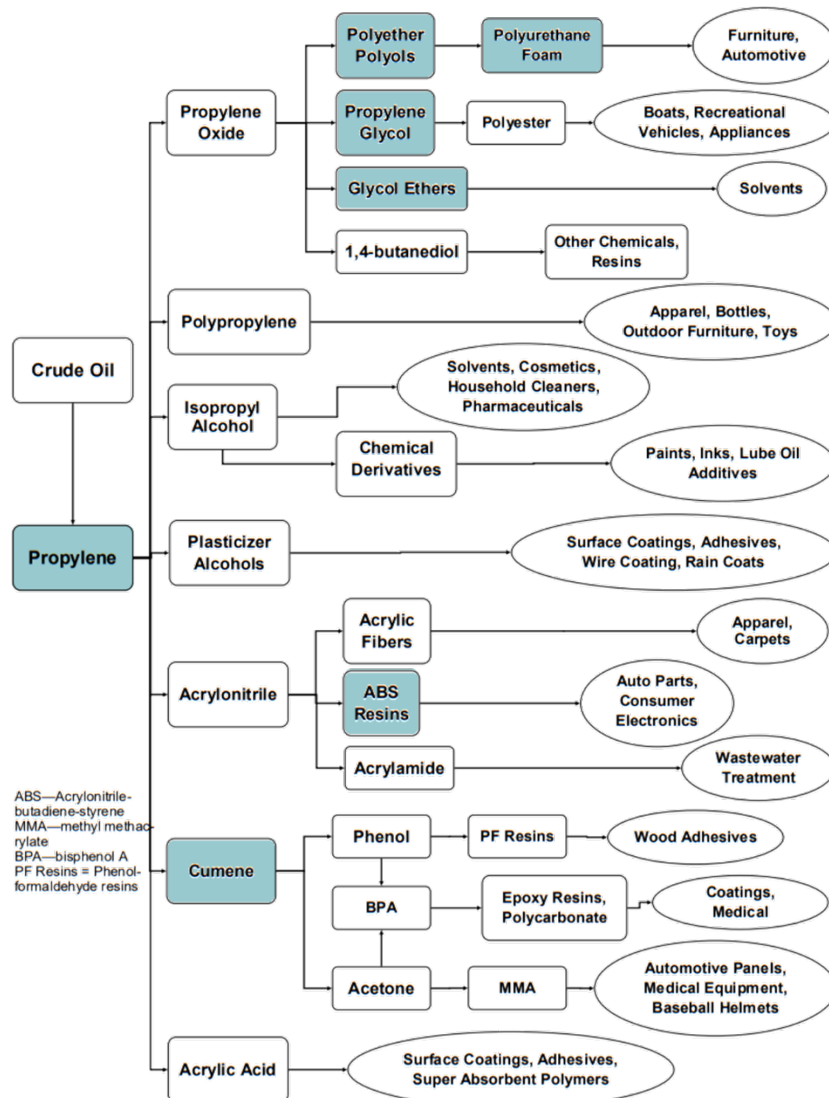 Polyether
Polyols
Polyurethane
Foam
Furniture,
Automotive
Propylene
Oxide
Propylene
Glycol
Polyester
Boats, Recreational
Vehicles, Appliances
Glycol Ethers
Solvents
1,4-butanediol
Other Chemicals,
Resins
Polypropylene
Apparel, Bottles,
Outdoor Furniture, Toys
Crude Oil
Isopropyl
Alcohol
Solvents, Cosmetics,
Household Cleaners,
Pharmaceuticals
Chemical
Derivatives
Paints, Inks, Lube Oil
Additives
Propylene
Plasticizer
Alcohols
Surface Coatings, Adhesives,
Wire Coating, Rain Coats
Acrylonitrile
Acrylic
Fibers
Apparel,
Carpets
ABS
Resins
Auto Parts,
Consumer
Electronics
Acrylamide
Wastewater
Treatment
ABS—Acrylonitrile-
butadiene-styrene
MMA—methyl methac-
rylate
BPA—bisphenol A
PF Resins = Phenol-
formaldehyde resins
Cumene
Phenol
PF Resins
Wood Adhesives
BPA
Epoxy Resins,
Polycarbonate
Coatings,
Medical
Acetone
MMA
Automotive Panels,
Medical Equipment,
Baseball Helmets
Acrylic Acid
Surface Coatings, Adhesives,
Super Absorbent Polymers